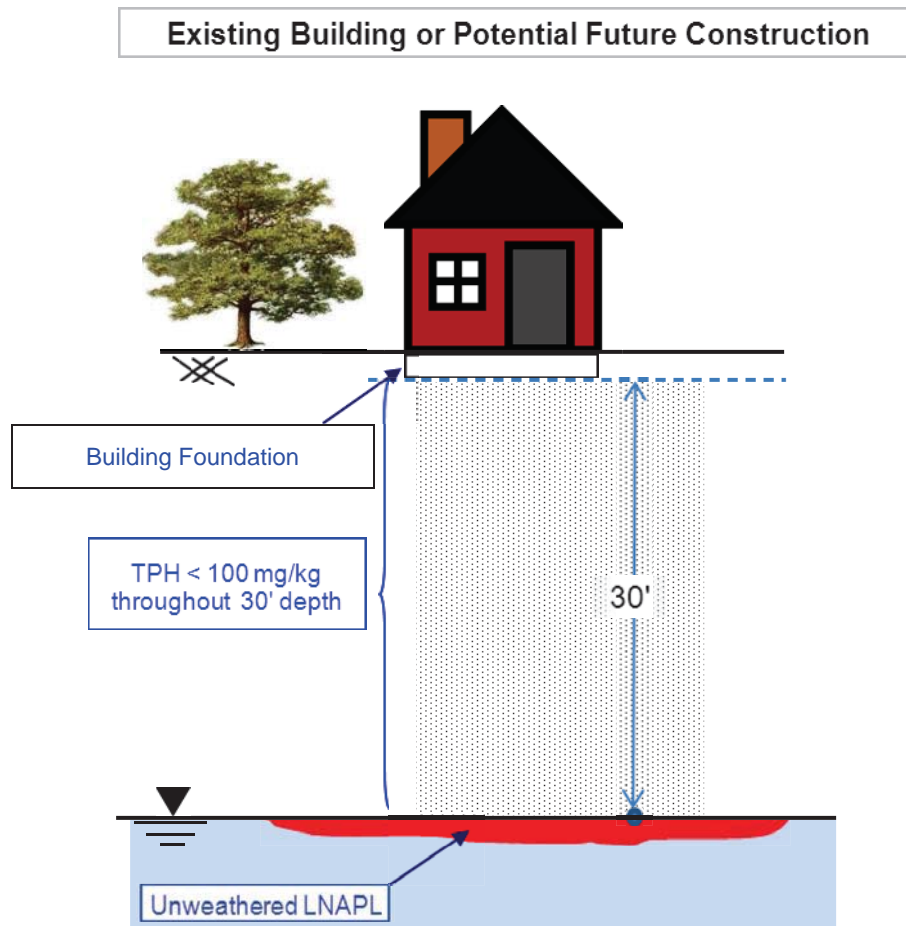 Existing Building or Potential Future Construction
Building Foundation
TPH < 100 mg/kg
throughout 30' depth
30'
Unweathered LNAPL